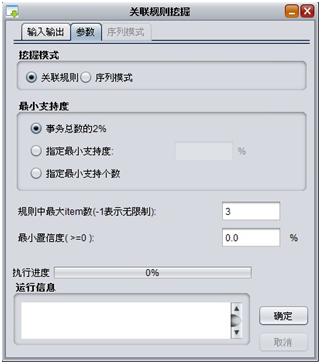 关联规则挖掘
输入输出 参数 序列模式
挖掘模式
关联规则 序列模式
最小支持度
事务总数的2%
指定最小支持度: %
指定最小支持个数
规则中最大item数(-1表示无限制): 3
最小置信度( >=0 ): 0.0 %
执行进度 0%
运行信息
确定
取消